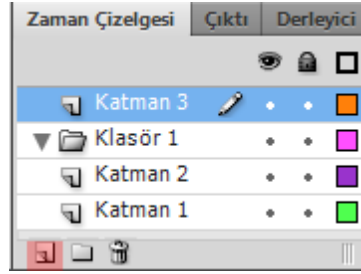 Zaman Çizelgesi Çıktı Derleyici
Katman 3
Klasör 1
Katman 2
Katman 1